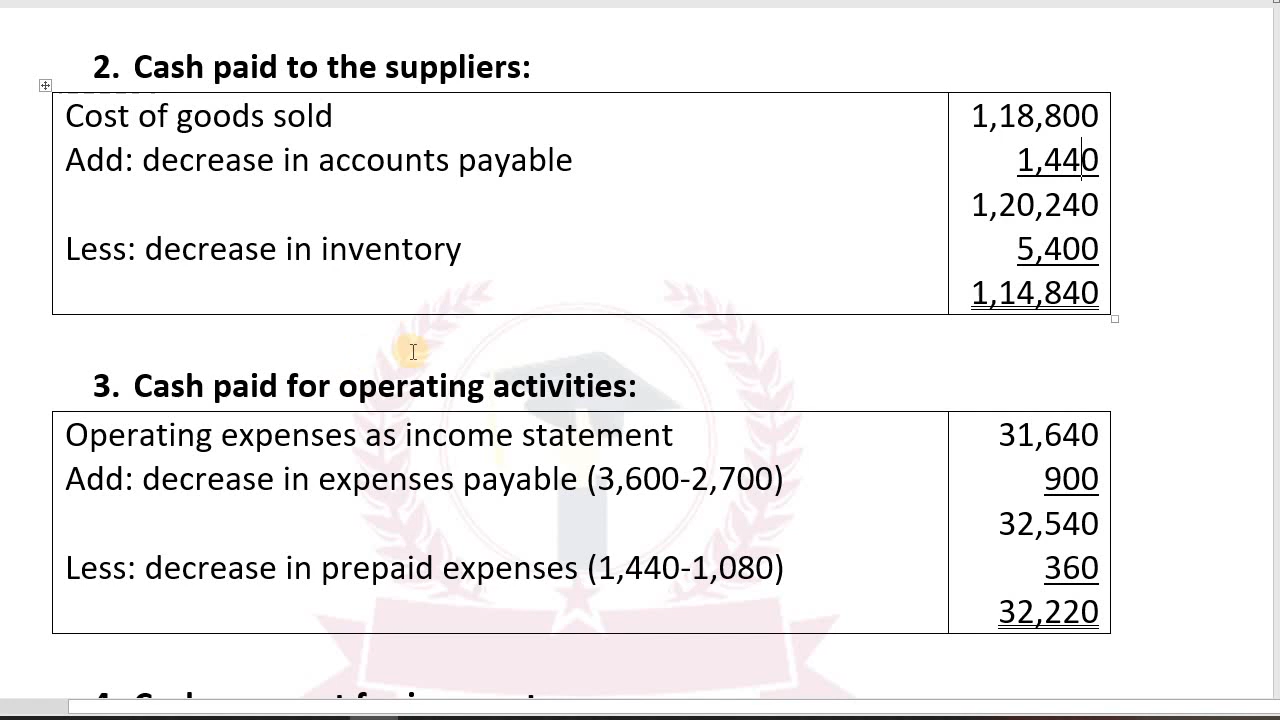 2. Cash paid to the suppliers:
Cost of goods sold 1,18,800
Add: decrease in accounts payable 1,440
1,20,240
Less: decrease in inventory 5,400
1,14,840
3. Cash paid for operating activities:
Operating expenses as income statement 31,640
Add: decrease in expenses payable (3,600-2,700) 900
32,540
Less: decrease in prepaid expenses (1,440-1,080) 360
32,220